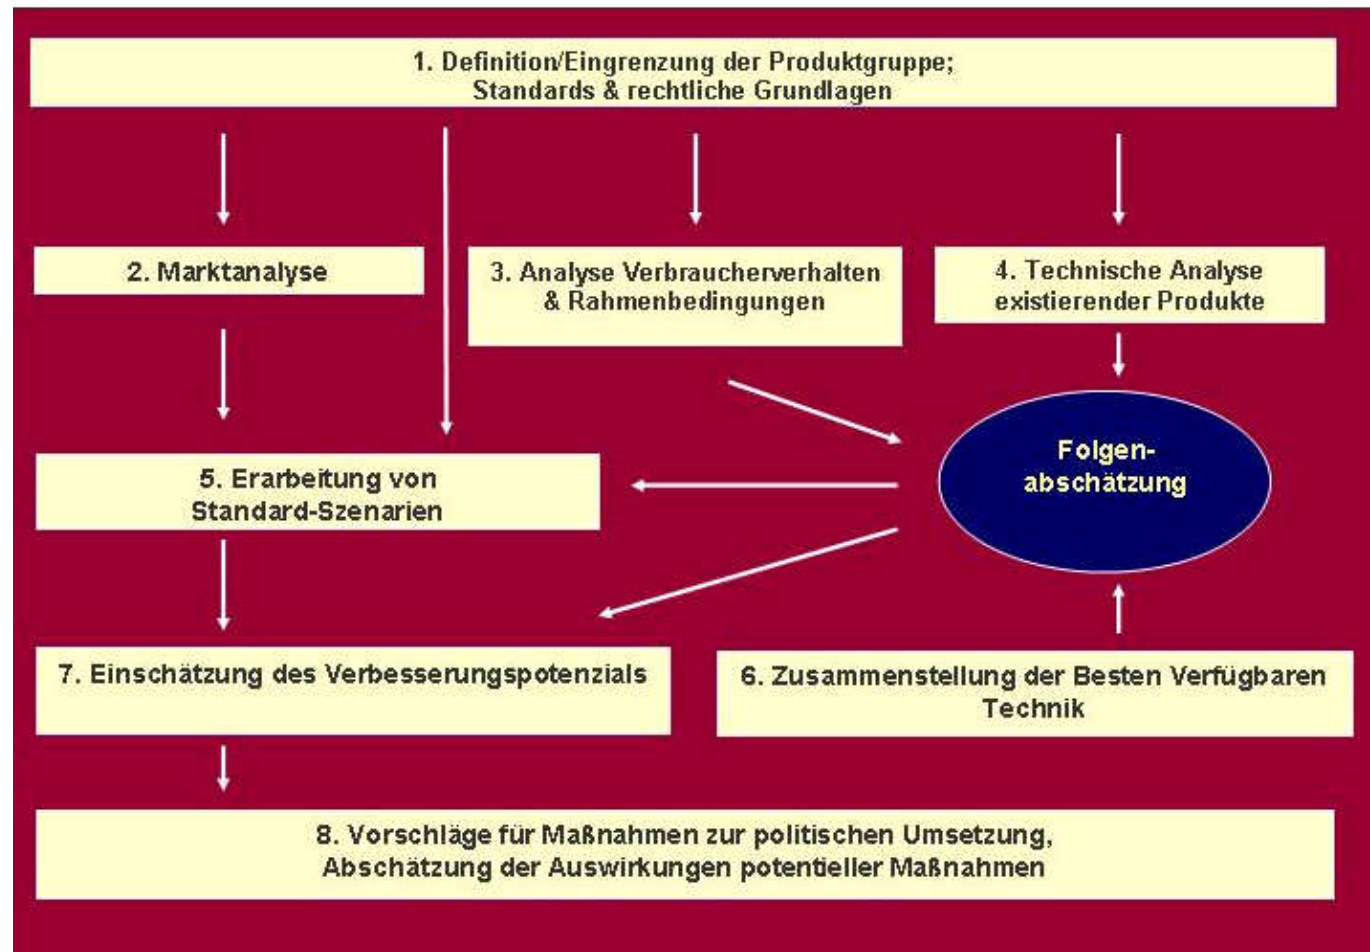 1. Definition/Eingrenzung der Produktgruppe;
Standards & rechtliche Grundlagen
2. Marktanalyse
3. Analyse Verbraucherverhalten
& Rahmenbedingungen
4. Technische Analyse
existierender Produkte
Folgen-
abschätzung
5. Erarbeitung von
Standard-Szenarien
7. Einschätzung des Verbesserungspotenzials
6. Zusammenstellung der Besten Verfügbaren
Technik
8. Vorschläge für Maßnahmen zur politischen Umsetzung,
Abschätzung der Auswirkungen potentieller Maßnahmen